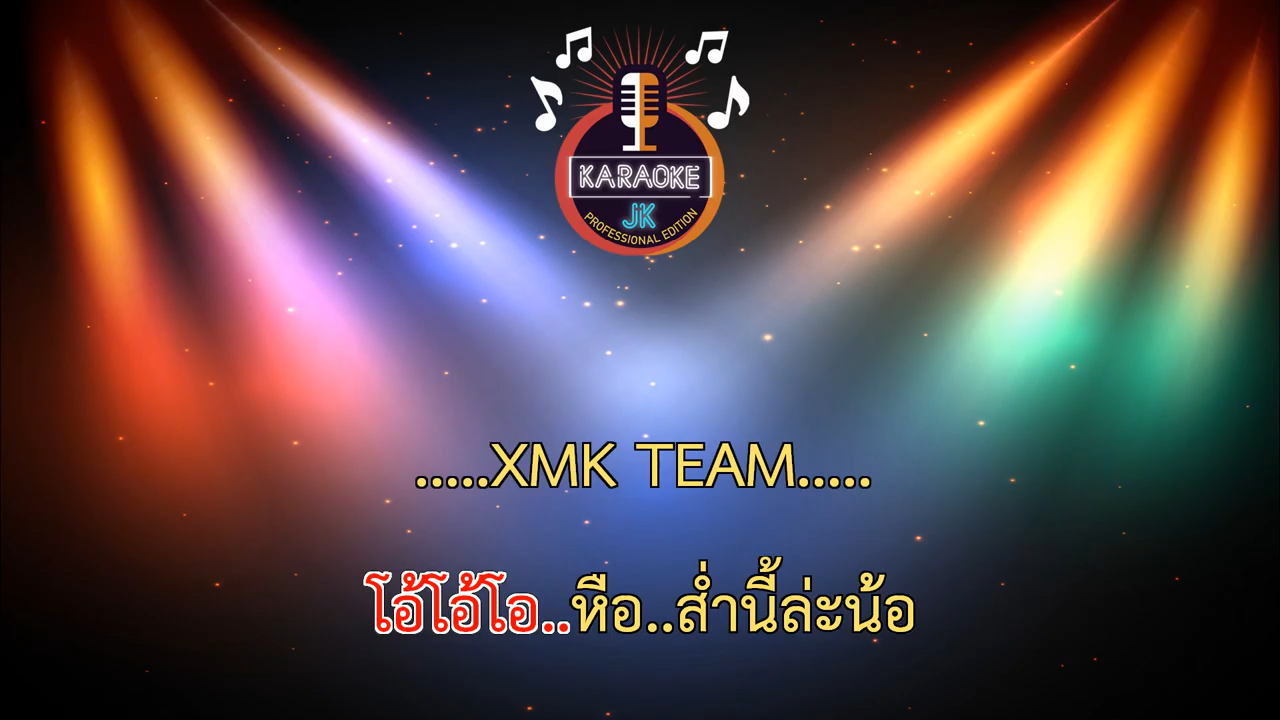 KARAOKE
JK
PROFESSIONAL EDITION
.....XMK TEAM.....
โอ้โอ้โอ..หือ..ส่ำนี้ล่ะน้อ